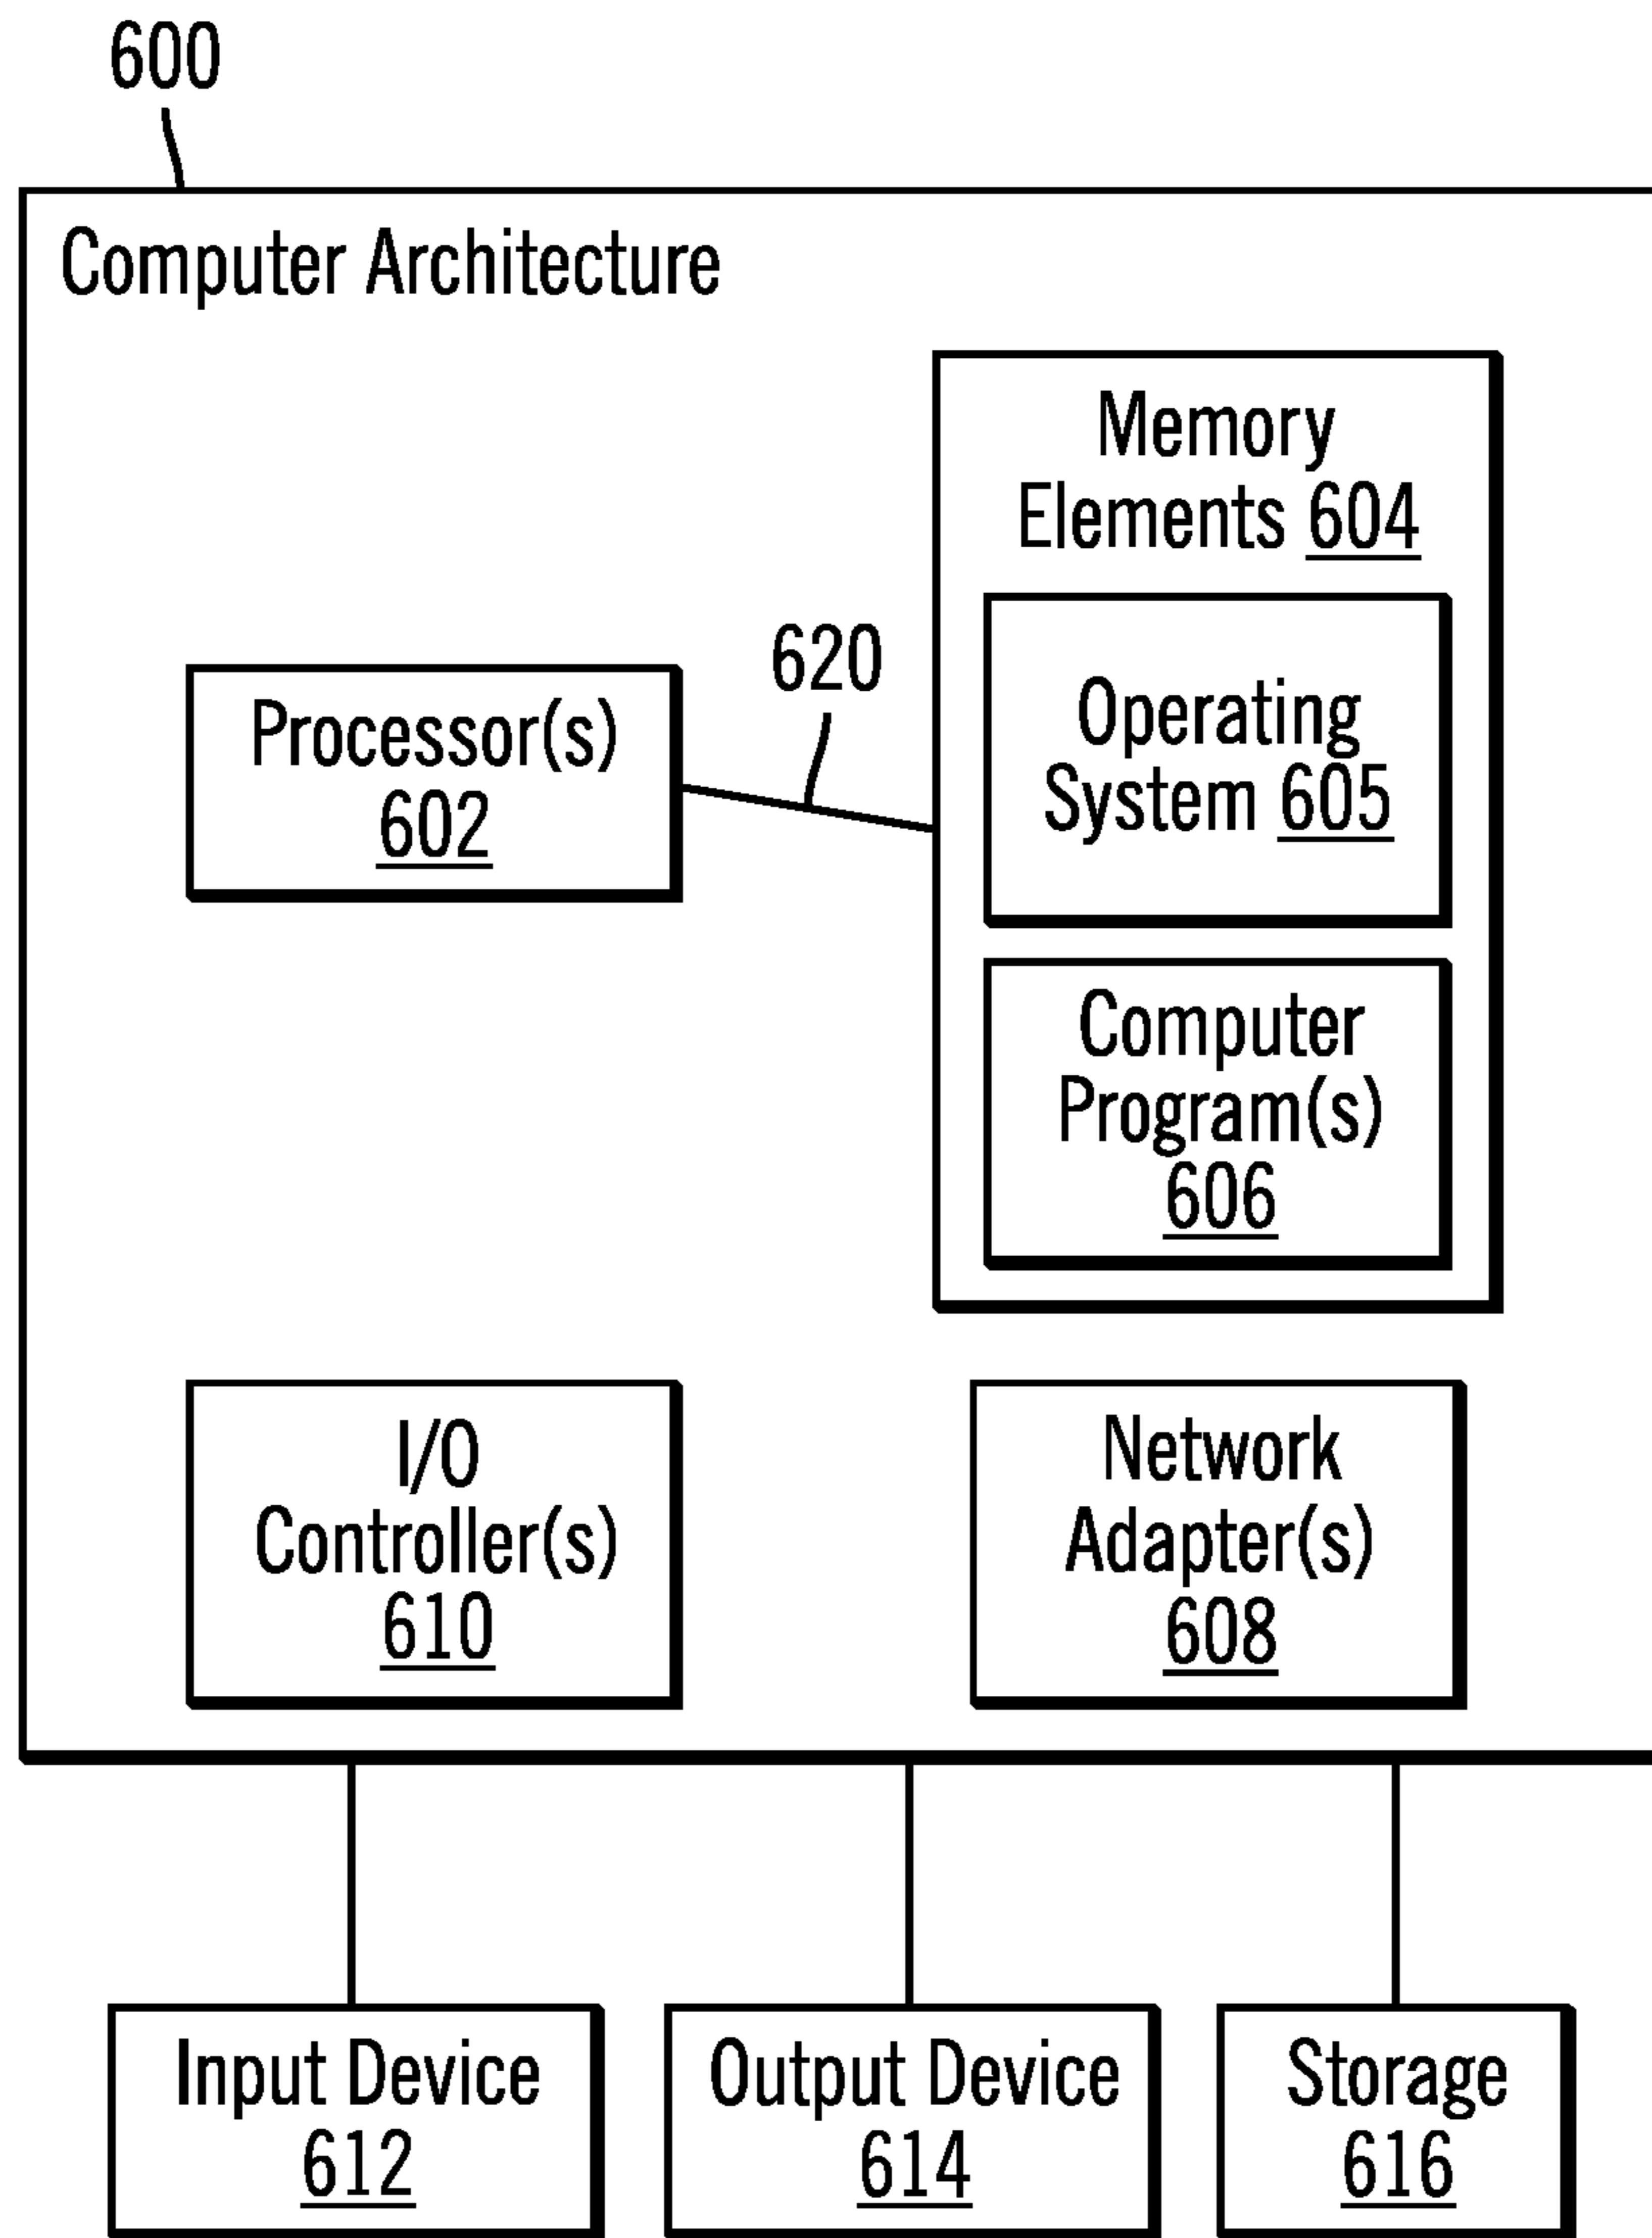 600
Computer Architecture
Memory
Elements 604
620
Processor(s)
602
Operating
System 605
Computer
Program(s)
606
I/O
Controller(s)
610
Network
Adapter(s)
608
Input Device
612
Output Device
614
Storage
616